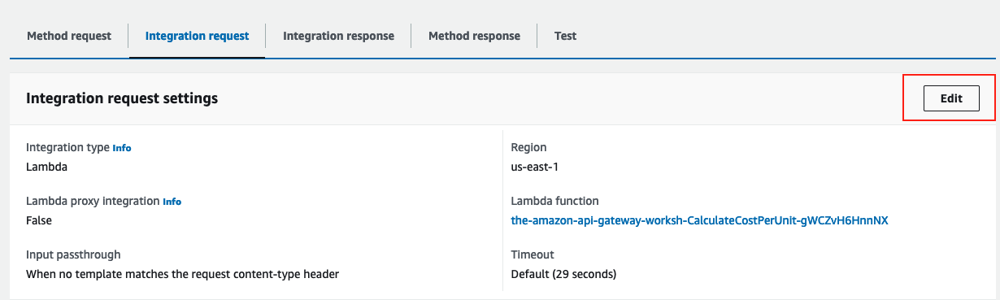 Method request
Integration request
Integration response
Method response
Test
Integration request settings
Edit
Integration type Info
Lambda
Region
us-east-1
Lambda proxy integration Info
False
Lambda function
the-amazon-api-gateway-worksh-CalculateCostPerUnit-gWCZvH6HnnNX
Input passthrough
When no template matches the request content-type header
Timeout
Default (29 seconds)